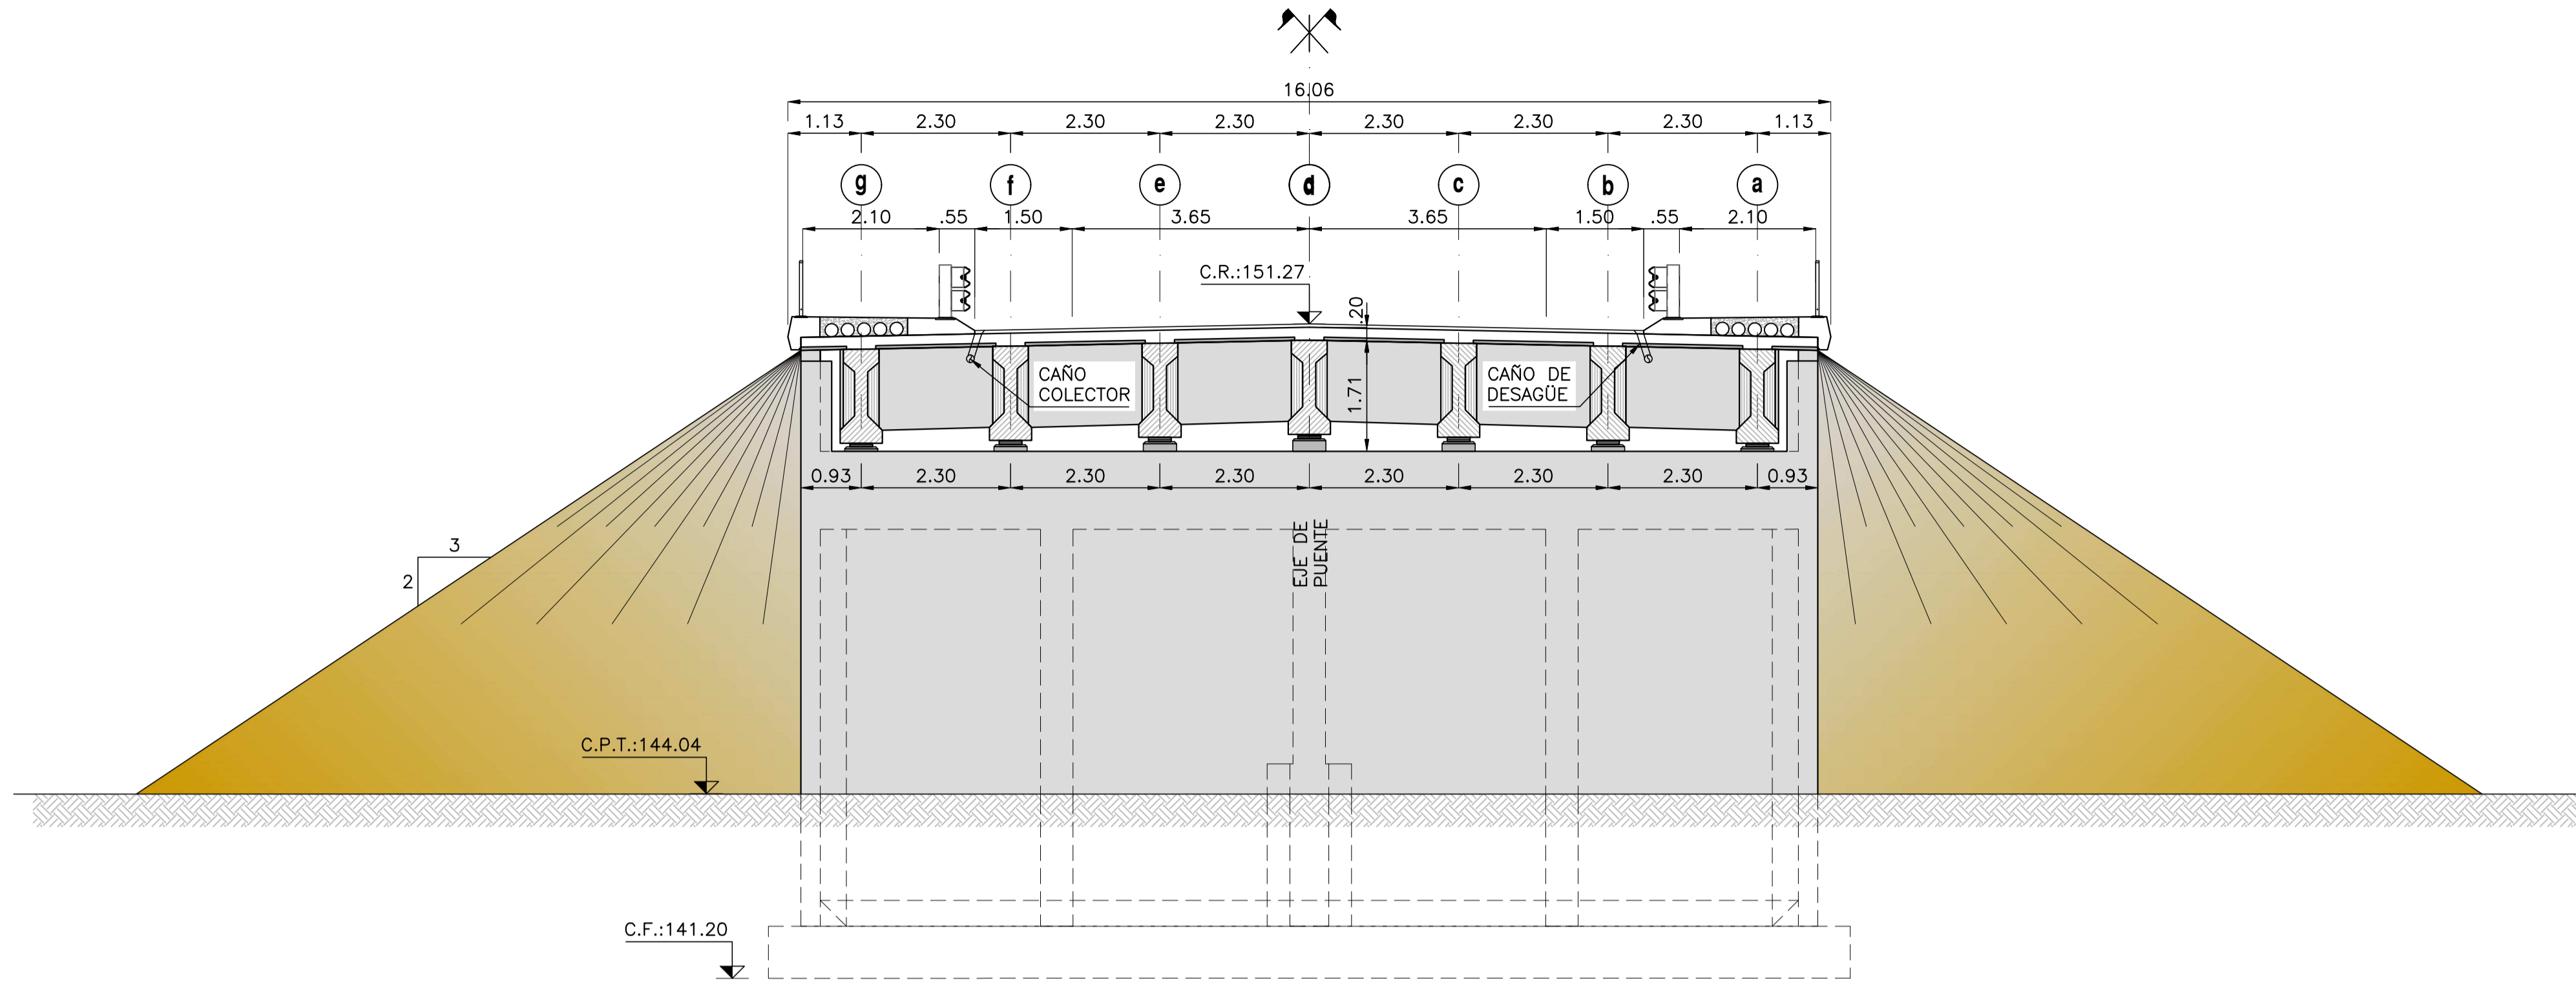 16.06
1.13 2.30 2.30 2.30 2.30 2.30 2.30 1.13
g f e d c b a
2.10 .55 1.50 3.65 3.65 1.50 .55 2.10
C.R.:151.27
.20
CAÑO
COLECTOR
1.71
CAÑO DE
DESAGÜE
0.93 2.30 2.30 2.30 2.30 2.30 2.30 0.93
EJE DE
PUENTE
3
2
C.P.T.:144.04
C.F.:141.20